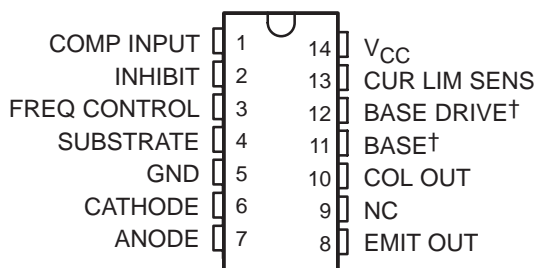 COMP INPUT 1 14 VCC
INHIBIT 2 13 CUR LIM SENS
FREQ CONTROL 3 12 BASE DRIVE†
SUBSTRATE 4 11 BASE†
GND 5 10 COL OUT
CATHODE 6 9 NC
ANODE 7 8 EMIT OUT